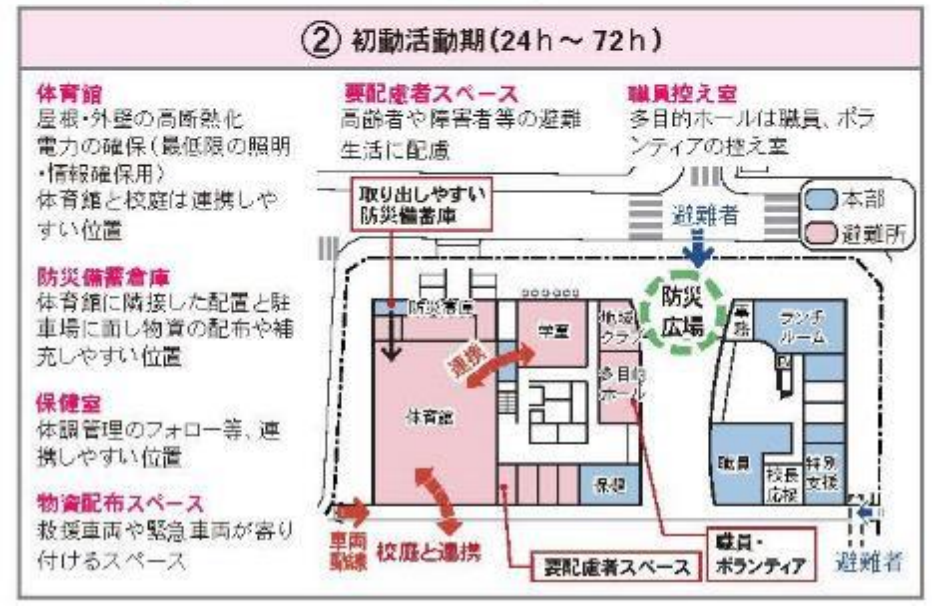 ② 初動活動期(24h～72h)
体育館
屋根・外壁の高断熱化
電力の確保(最低限の照明
・情報確保用)
体育館と校庭は連携しや
すい位置
防災備蓄倉庫
体育館に隣接した配置と駐
車場に面し物資の配布や補
充しやすい位置
保健室
体調管理のフォロー等、連
携しやすい位置
物資配布スペース
救援車両や緊急車両が寄り
付けるスペース
要配慮者スペース
高齢者や障害者等の避難
生活に配慮
職員控え室
多目的ホールは職員、ボラ
ンティアの控え室
取り出しやすい
防災備蓄庫
避難者
本部
避難所
防災
広場
防災倉庫
学童
地域
クラブ
事務
ランチ
ルーム
連携
多目的
ホール
体育館
保健
職員
校長
応接
特別
支援
車両
動線
校庭と連携
要配慮者スペース
職員・
ボランティア
避難者